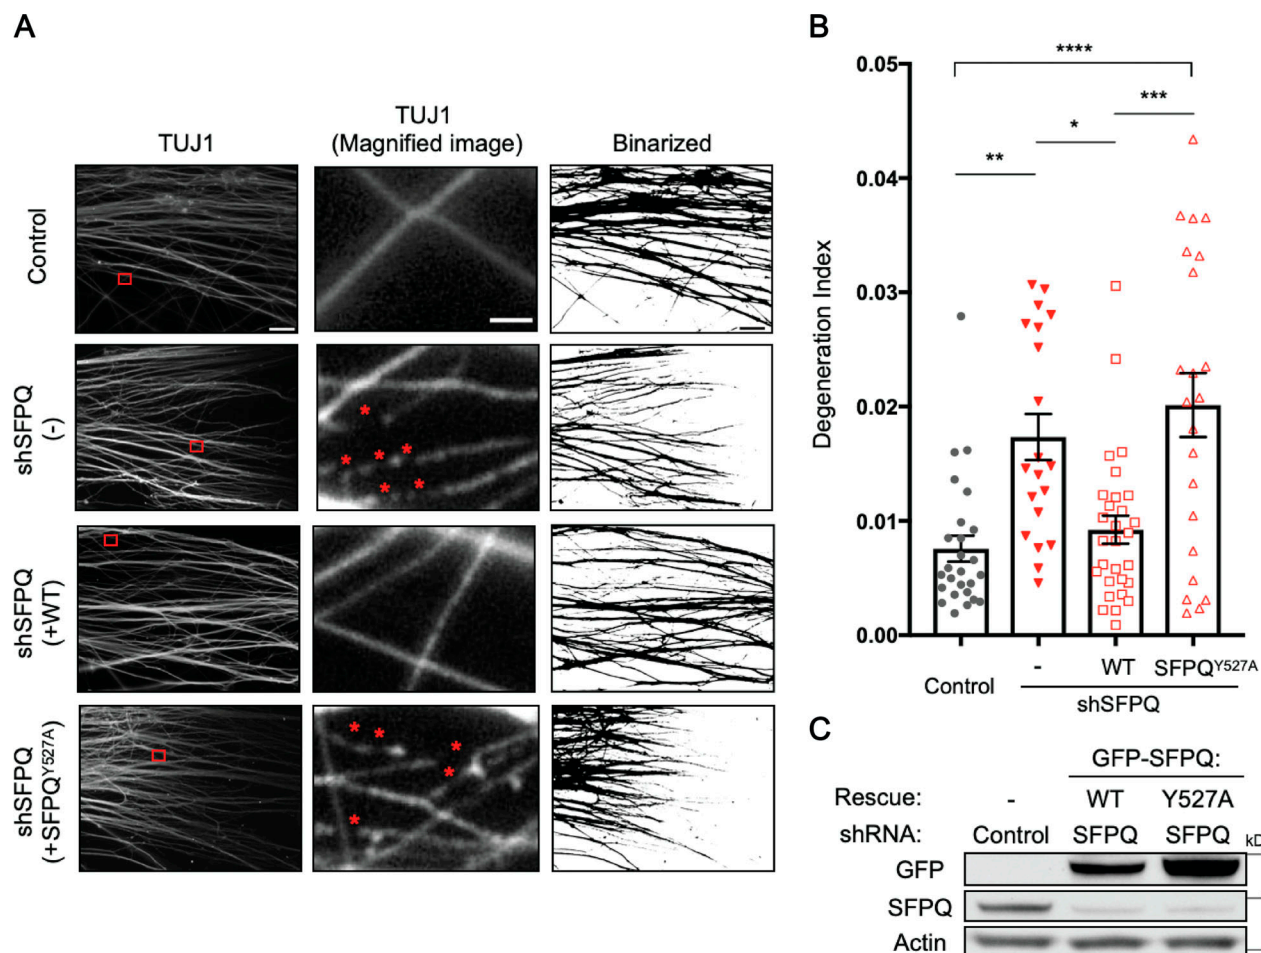 A
TUJ1
TUJ1
(Magnified image)
Binarized
Control
shSFPQ
(-)
shSFPQ
(+WT)
shSFPQ
(+SFPQY527A)
B
Degeneration Index
0.05
0.04
0.03
0.02
0.01
0.00
****
***
*
**
Control
-
WT
SFPQY527A
shSFPQ
C
GFP-SFPQ:
Rescue: - WT Y527A
shRNA: Control SFPQ SFPQ
GFP
SFPQ
Actin